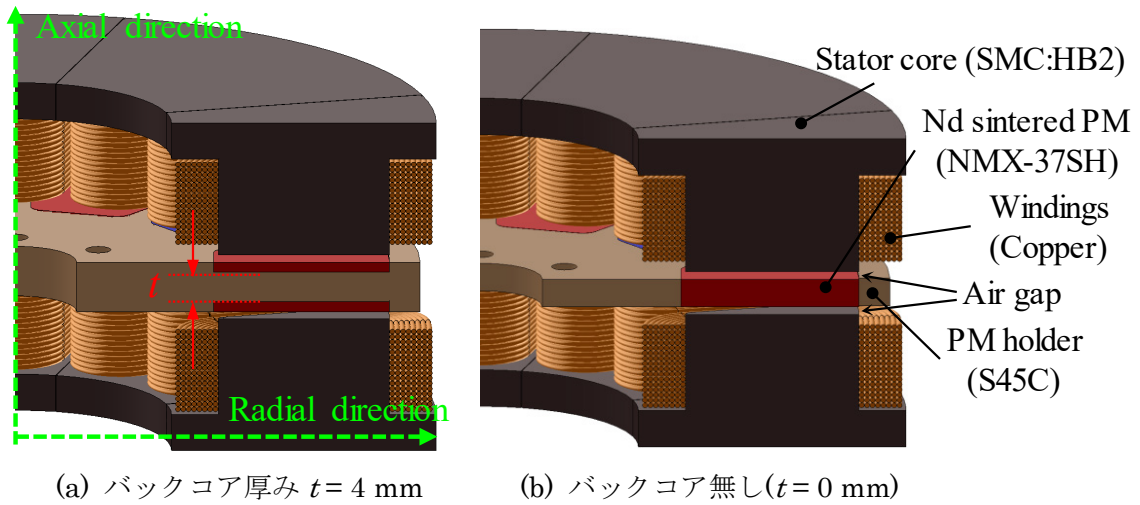 Axial direction
t
Radial direction
Stator core (SMC:HB2)
Nd sintered PM
(NMX-37SH)
Windings
(Copper)
Air gap
PM holder
(S45C)
(a) バックコア厚み t = 4 mm
(b) バックコア無し(t = 0 mm)